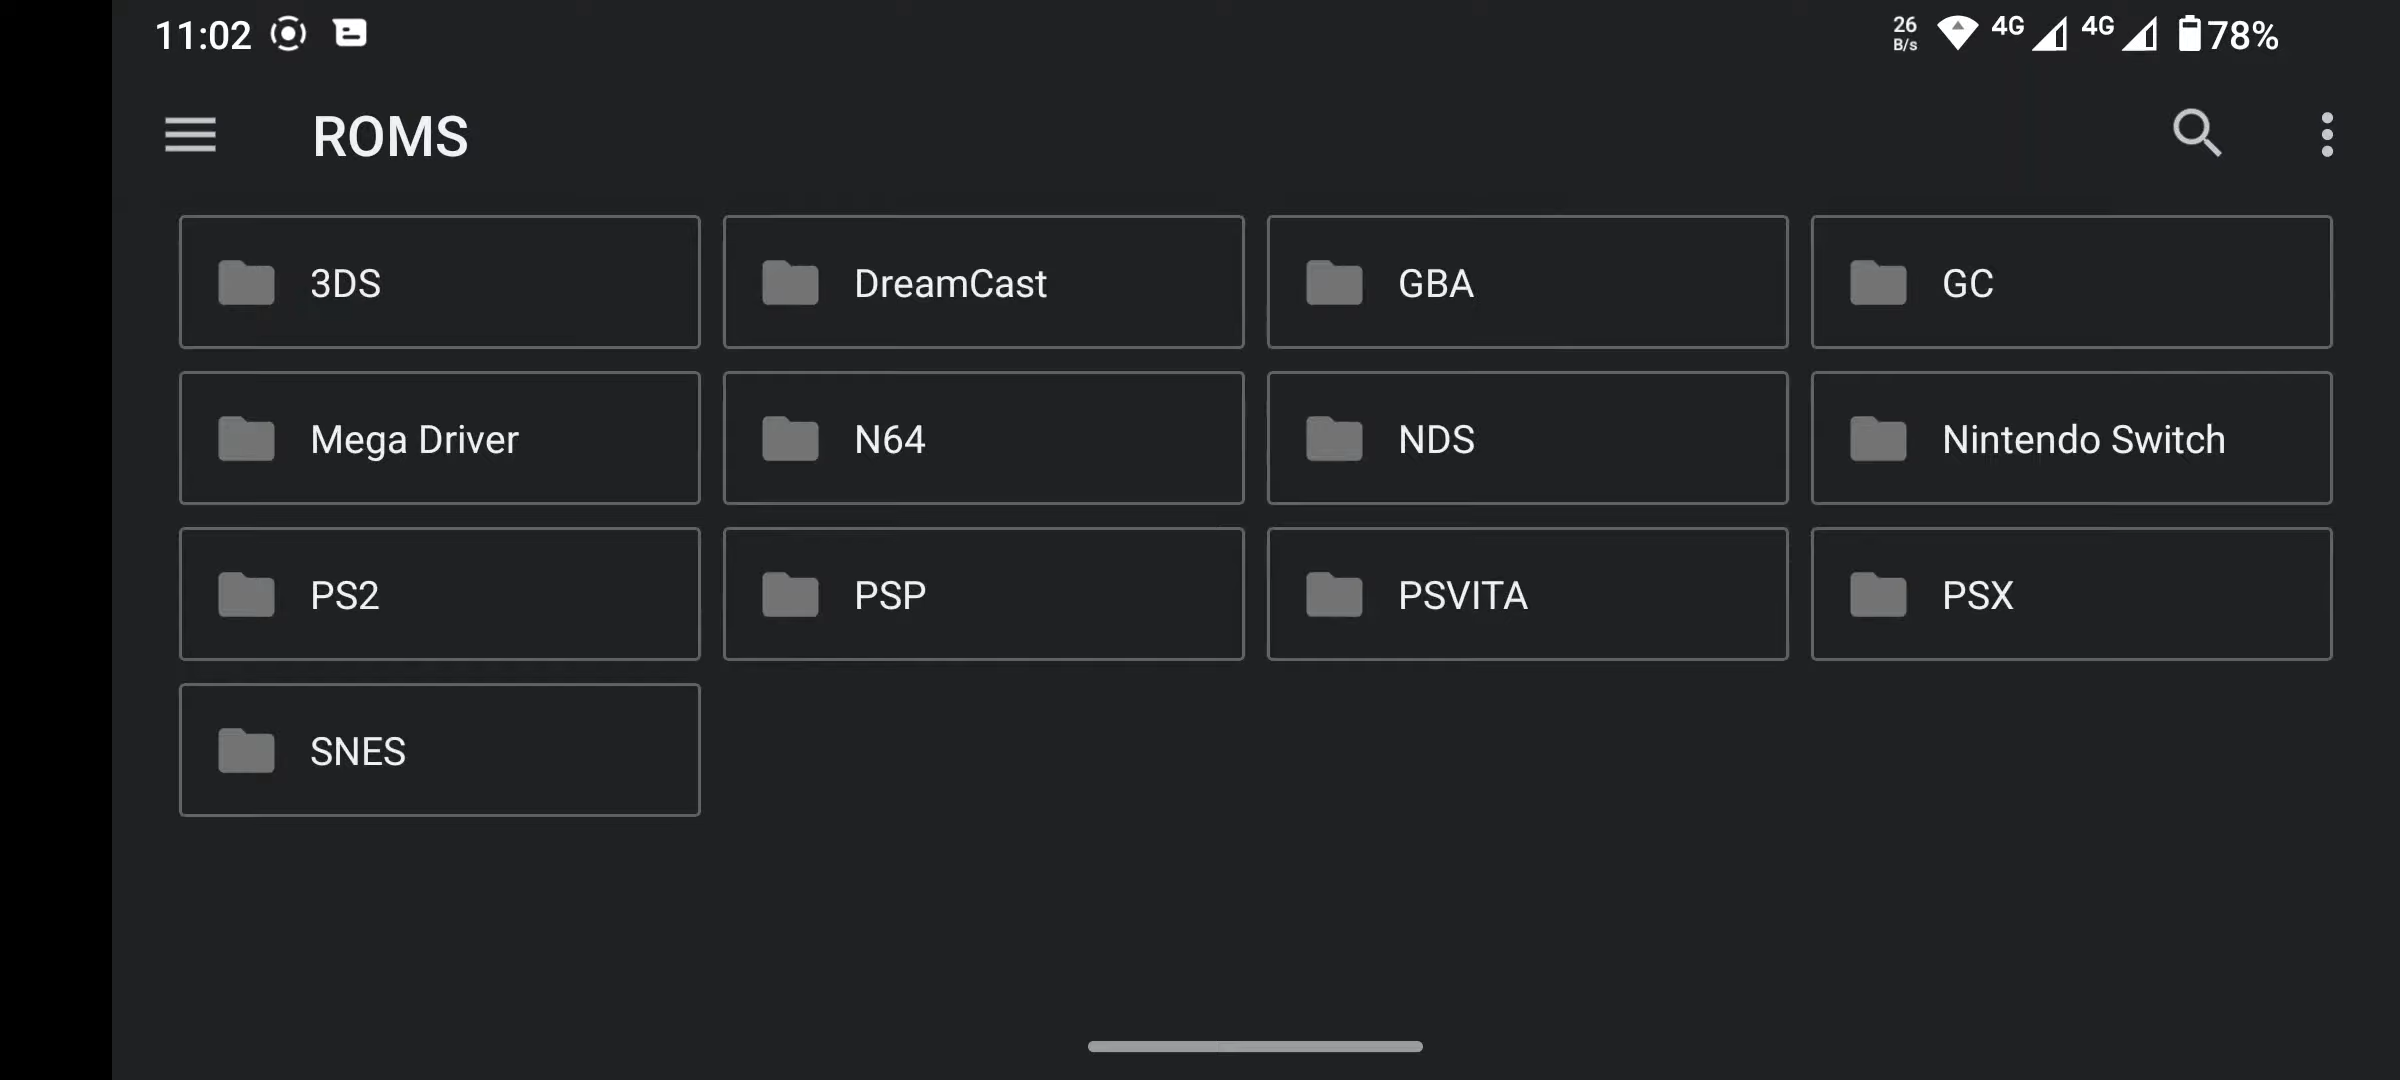 11:02 26 B/s 4G 4G 78%
ROMS
3DS DreamCast GBA GC
Mega Driver N64 NDS Nintendo Switch
PS2 PSP PSVITA PSX
SNES